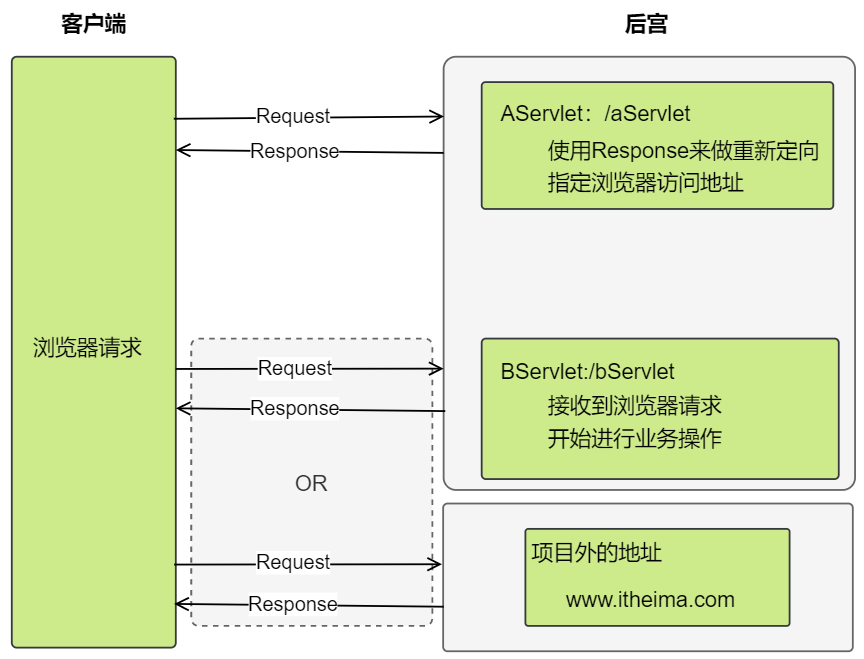 客户端
后宫
AServlet：/aServlet
Request
使用Response来做重新定向
Response
指定浏览器访问地址
浏览器请求
Request
BServlet:/bServlet
Response
接收到浏览器请求
开始进行业务操作
OR
Request
项目外的地址
Response
www.itheima.com